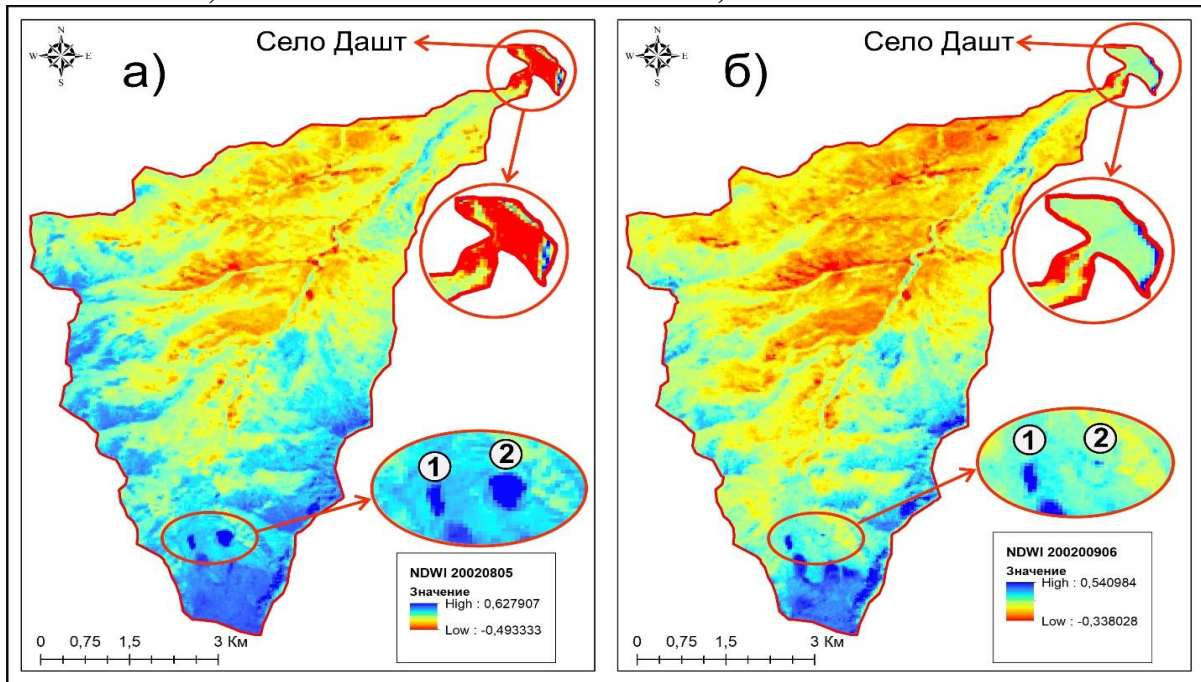 Село Дашт
Село Дашт
N
W E
S
N
W E
S
а)
б)
1
2
1
2
NDWI 20020805
Значение
High : 0,627907
Low : -0,493333
NDWI 200200906
Значение
High : 0,540984
Low : -0,338028
0 0,75 1,5 3 Км
0 0,75 1,5 3 Км